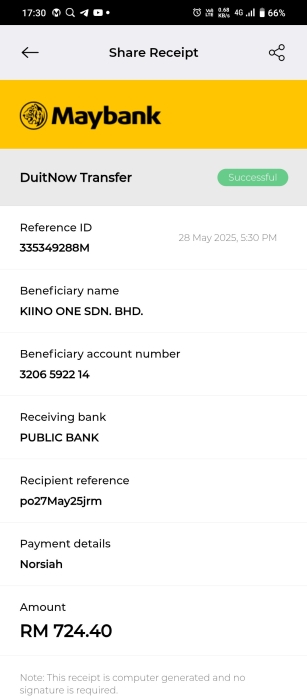 17:30 0.68 KB/s 4G 66%
Share Receipt
Maybank
DuitNow Transfer Successful
Reference ID
335349288M 28 May 2025, 5:30 PM
Beneficiary name
KIINO ONE SDN. BHD.
Beneficiary account number
3206 5922 14
Receiving bank
PUBLIC BANK
Recipient reference
po27May25jrm
Payment details
Norsiah
Amount
RM 724.40
Note: This receipt is computer generated and no
signature is required.